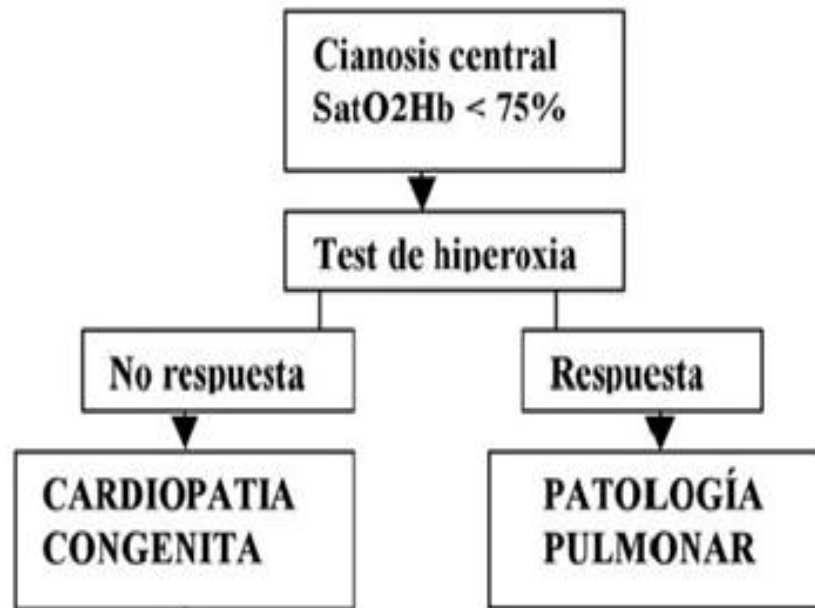 Cianosis central
SatO2Hb < 75%
Test de hiperoxia
No respuesta
Respuesta
CARDIOPATIA
CONGENITA
PATOLOGÍA
PULMONAR